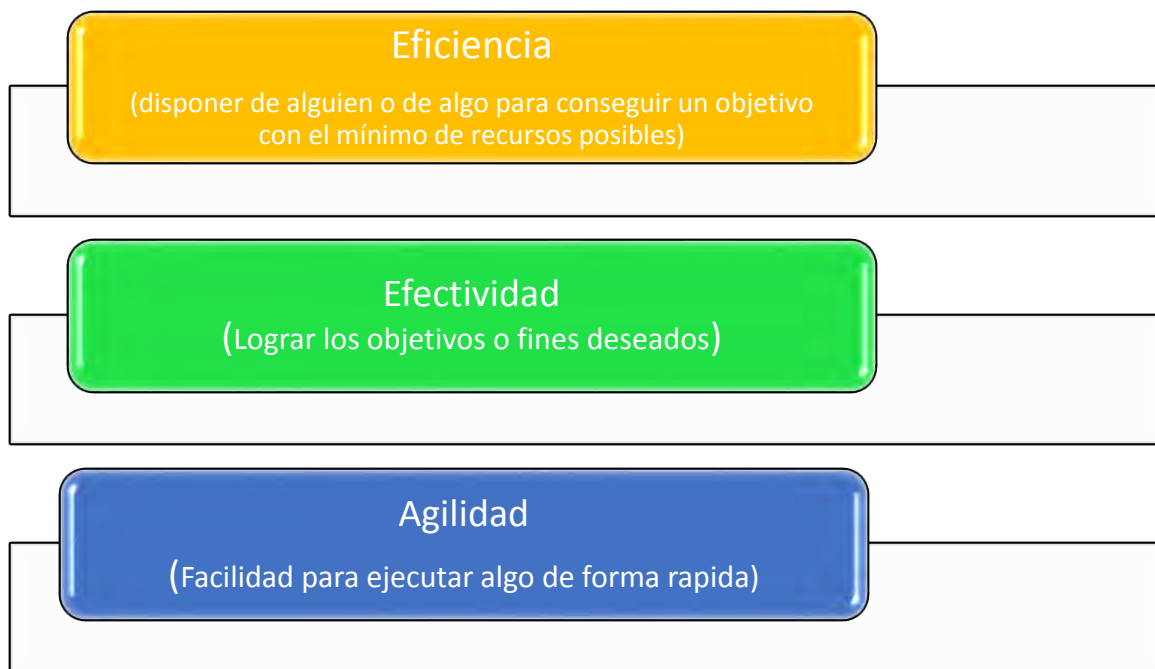 Eficiencia
(disponer de alguien o de algo para conseguir un objetivo
con el mínimo de recursos posibles)
Efectividad
(Lograr los objetivos o fines deseados)
Agilidad
(Facilidad para ejecutar algo de forma rapida)